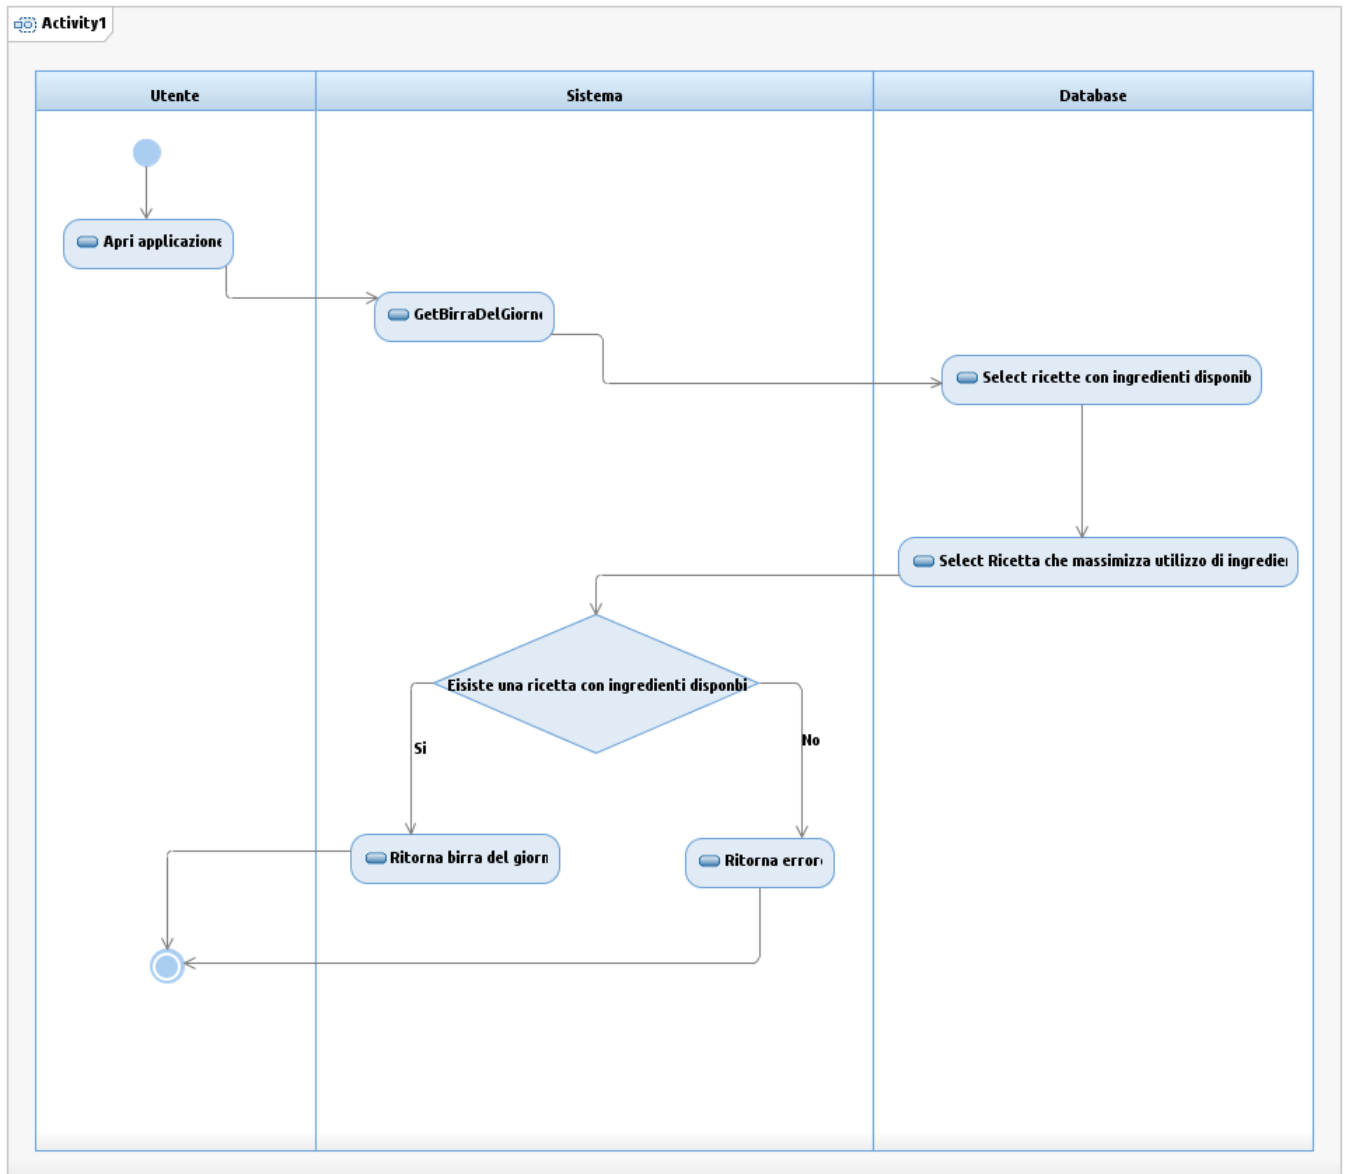 Activity1
Utente
Sistema
Database
Apri applicazione
GetBirraDelGiorn
Select ricette con ingredienti disponib
Select Ricetta che massimizza utilizzo di ingredie
Eisiste una ricetta con ingredienti disponbi
Si
No
Ritorna birra del giorn
Ritorna error